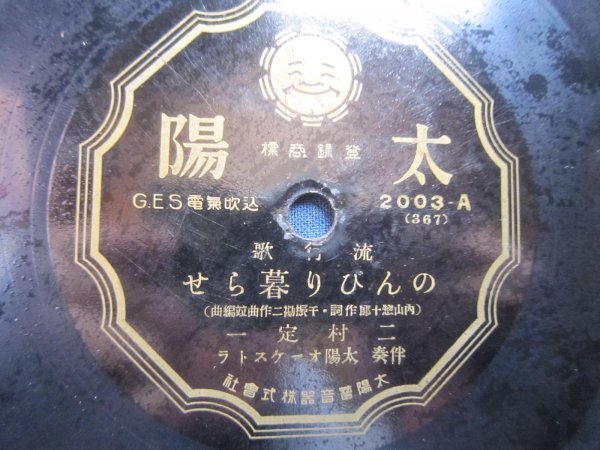 太陽
登録商標
2003-A
(367)
G.E.S 電氣吹込
流行歌
のんびり暮らせ
(内山惣十郎作詞・千振勘二作曲竝編曲)
二村定一
伴奏 太陽オーケストラ
太陽蓄音器株式會社